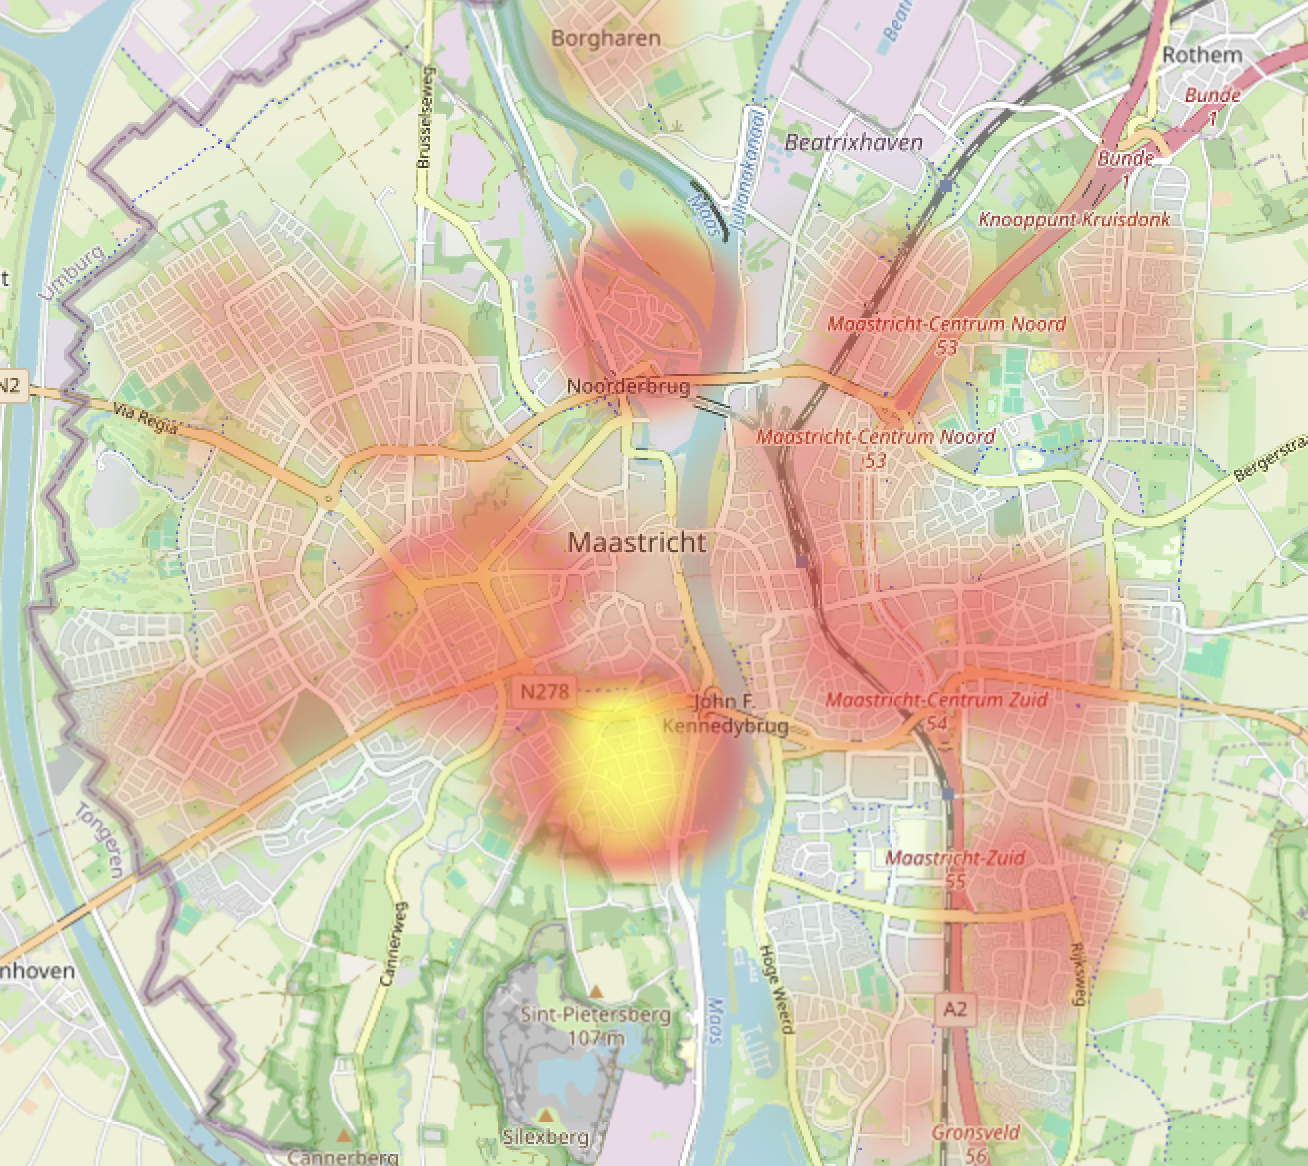 Borgharen
Rothem
Bunde
1
Brusselseweg
Beatrixhaven
Julianakanaal
Maas
Bunde
1
Knooppunt Kruisdonk
Limburg
Maastricht-Centrum Noord
53
N2
Noorderbrug
Via Regia
Maastricht-Centrum Noord
53
Maastricht
N278
John F.
Kennedybrug
Maastricht-Centrum Zuid
54
Tongeren
Maastricht-Zuid
55
Cannerweg
Hoge Weerd
Rijksweg
nhoven
A2
Sint-Pietersberg
107 m
Maas
Silexberg
Gronsveld
56
Cannerberg